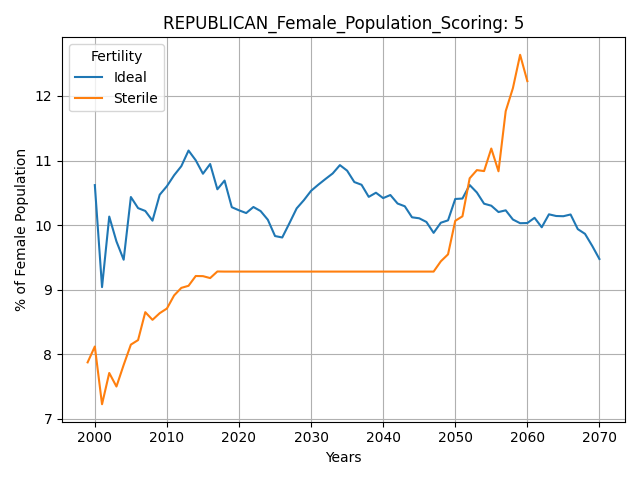 REPUBLICAN_Female_Population_Scoring: 5
Fertility
Ideal
Sterile
% of Female Population
12
11
10
9
8
7
2000 2010 2020 2030 2040 2050 2060 2070
Years